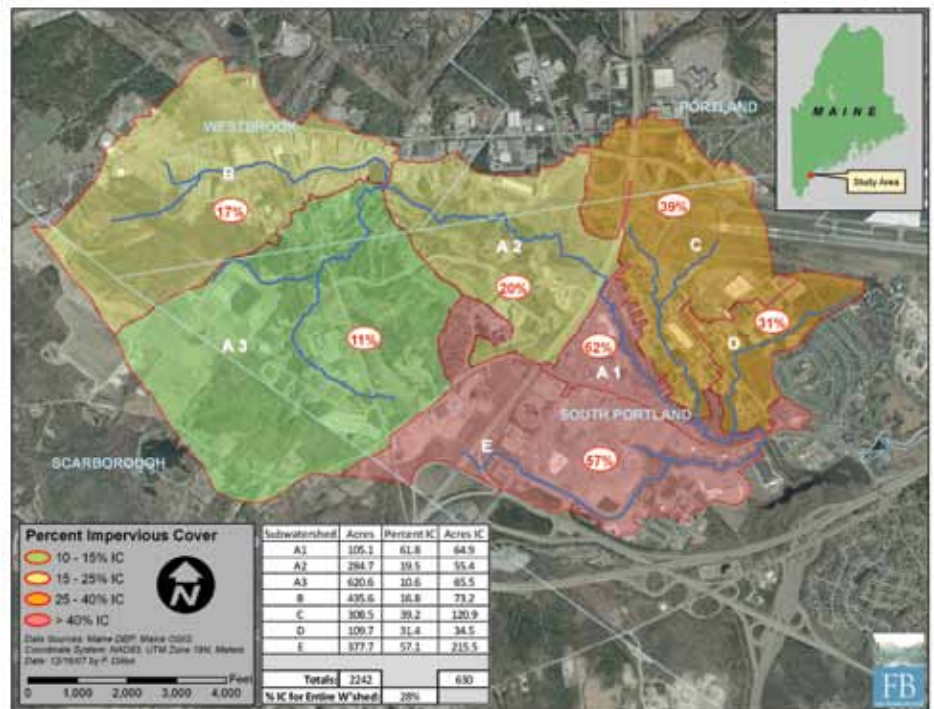 PORTLAND
MAINE
Study Area
WESTBROOK
B
17%
A 2
20%
39%
C
31%
D
A 3
11%
62%
A 1
SOUTH PORTLAND
E
57%
SCARBOROUGH
Percent Impervious Cover
10 - 15% IC
15 - 25% IC
25 - 40% IC
> 40% IC
N
Data Sources: Maine DEP, Maine OGIS
Coordinate System: NAD83, UTM Zone 19N, Meters
Date: 12/16/07 by F.
0 1,000 2,000 3,000 4,000 Feet
Subwatershed Acres Percent IC Acres IC
A1 105.1 61.8 64.9
A2 284.7 19.5 55.4
A3 620.6 10.6 65.5
B 435.6 16.8 73.2
C 308.5 39.2 120.9
D 109.7 31.4 34.5
E 377.7 57.1 215.5
Totals: 2242 630
% IC for Entire W'shed: 28%
FB